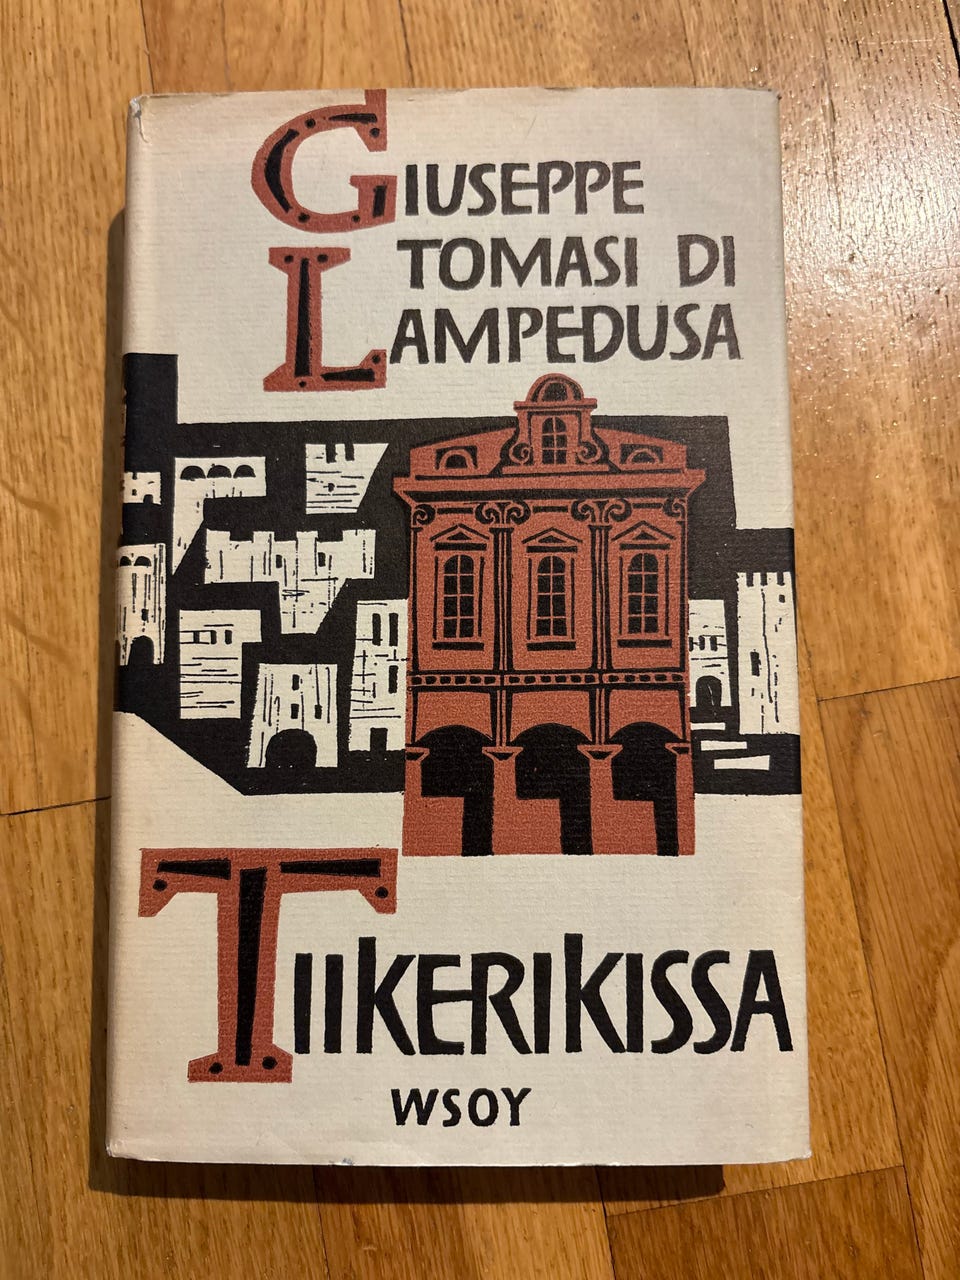 GIUSEPPE
TOMASI DI
LAMPEDUSA
TIIKERIKISSA
WSOY